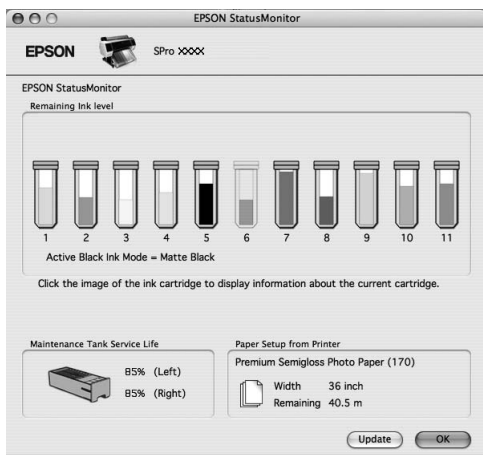 EPSON StatusMonitor
EPSON
SPro XXXX
EPSON StatusMonitor
Remaining Ink level
1 2 3 4 5 6 7 8 9 10 11
Active Black Ink Mode = Matte Black
Click the image of the ink cartridge to display information about the current cartridge.
Maintenance Tank Service Life
85% (Left)
85% (Right)
Paper Setup from Printer
Premium Semigloss Photo Paper (170)
Width 36 inch
Remaining 40.5 m
Update
OK